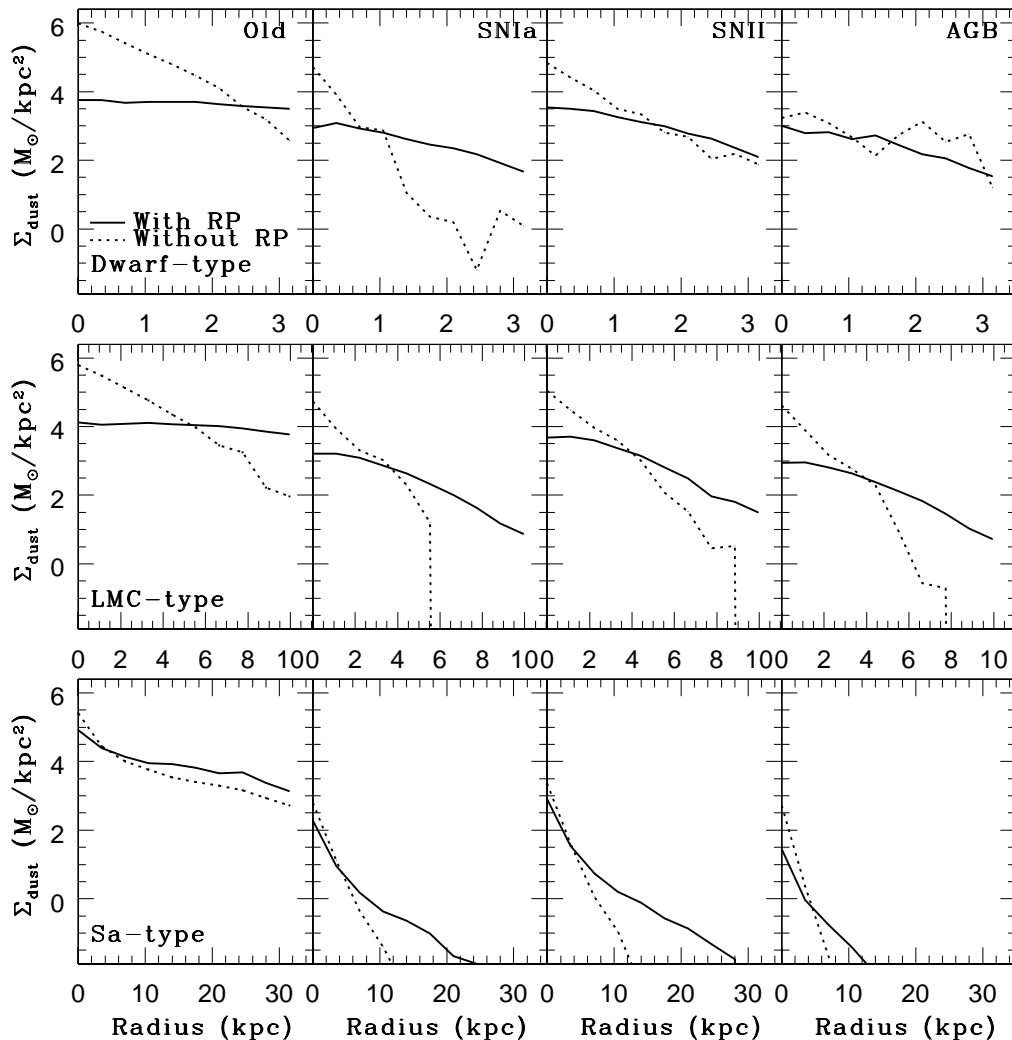 Old SNIa SNII AGB
6
4
2
0
Σdust (M⊙/kpc²)
With RP
Without RP
Dwarf-type
0 1 2 3 0 1 2 3 0 1 2 3 0 1 2 3
6
4
2
0
Σdust (M⊙/kpc²)
LMC-type
0 2 4 6 8 100 2 4 6 8 100 2 4 6 8 100 2 4 6 8 10
6
4
2
0
Σdust (M⊙/kpc²)
Sa-type
0 10 20 30 0 10 20 30 0 10 20 30 0 10 20 30
Radius (kpc) Radius (kpc) Radius (kpc) Radius (kpc)